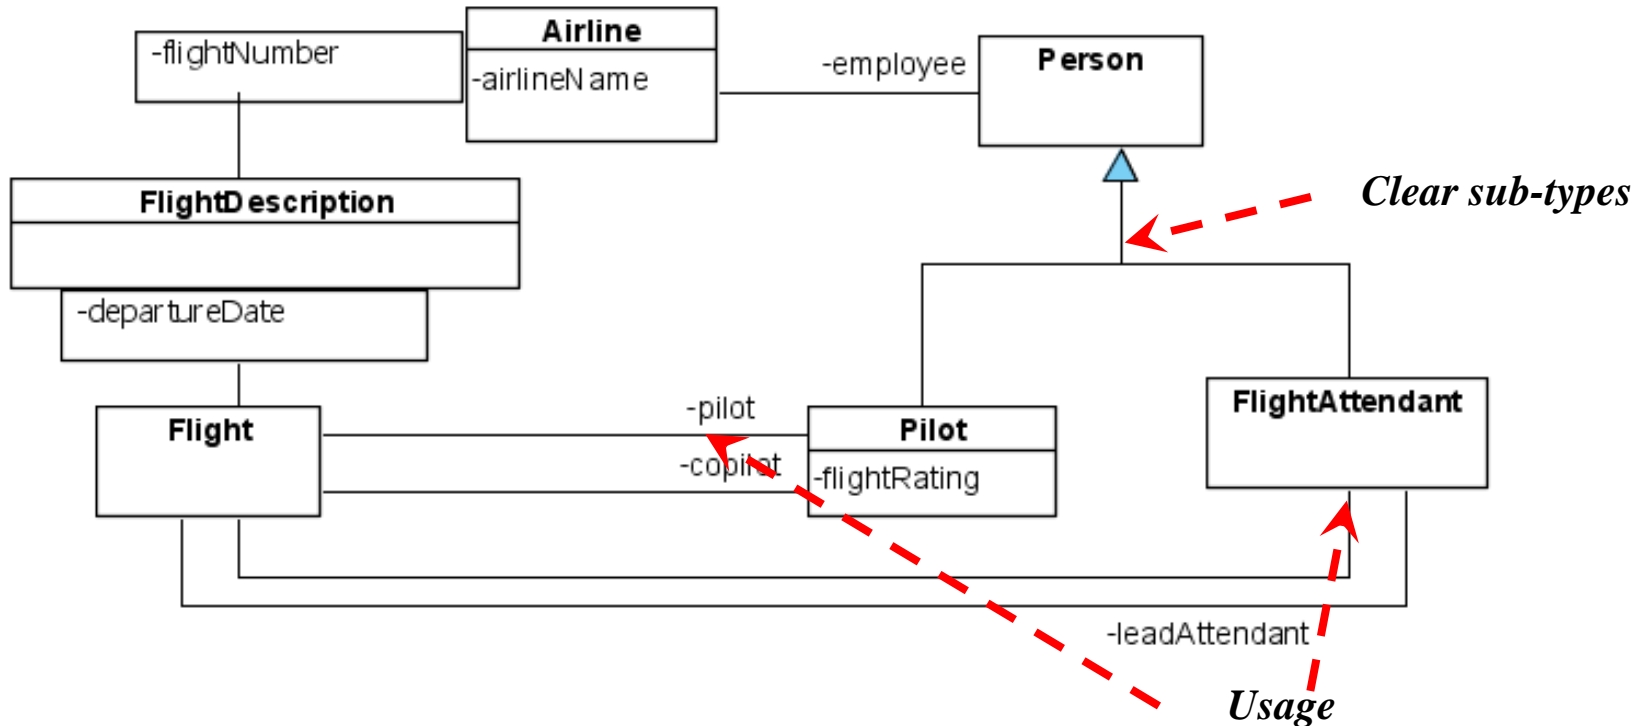 Airline
-flightNumber
-airlineName
-employee
Person
Clear sub-types
FlightDescription
-departureDate
Flight
-pilot
-copilot
Pilot
-flightRating
FlightAttendant
-leadAttendant
Usage